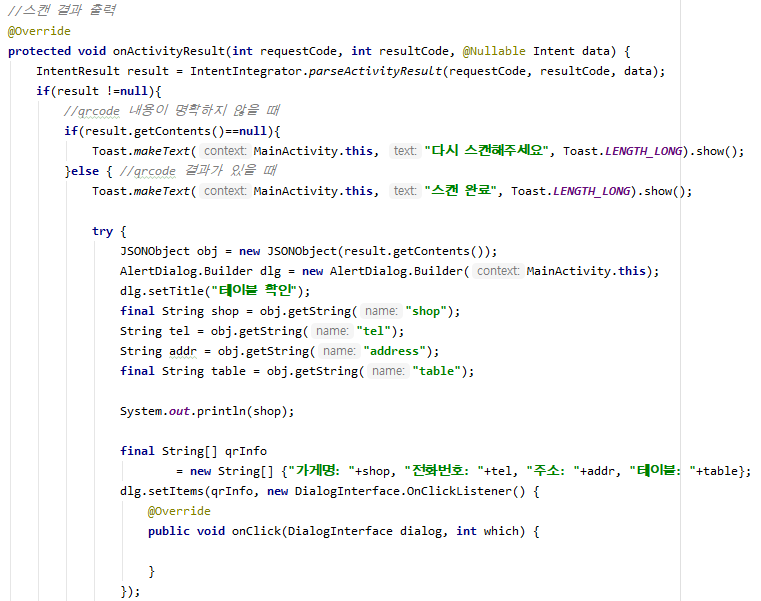 //스캔 결과 출력
@Override
protected void onActivityResult(int requestCode, int resultCode, @Nullable Intent data) {
IntentResult result = IntentIntegrator.parseActivityResult(requestCode, resultCode, data);
if(result !=null){
//qrcode 내용이 명확하지 않을 때
if(result.getContents()==null){
Toast.makeText( context: MainActivity.this, text: "다시 스캔해주세요", Toast.LENGTH_LONG).show();
}else { //qrcode 결과가 있을 때
Toast.makeText( context: MainActivity.this, text: "스캔 완료", Toast.LENGTH_LONG).show();
try {
JSONObject obj = new JSONObject(result.getContents());
AlertDialog.Builder dlg = new AlertDialog.Builder( context: MainActivity.this);
dlg.setTitle("테이블 확인");
final String shop = obj.getString( name: "shop");
String tel = obj.getString( name: "tel");
String addr = obj.getString( name: "address");
final String table = obj.getString( name: "table");
System.out.println(shop);
final String[] qrInfo
= new String[] {"가게명: "+shop, "전화번호: "+tel, "주소: "+addr, "테이블: "+table};
dlg.setItems(qrInfo, new DialogInterface.OnClickListener() {
@Override
public void onClick(DialogInterface dialog, int which) {
}
});